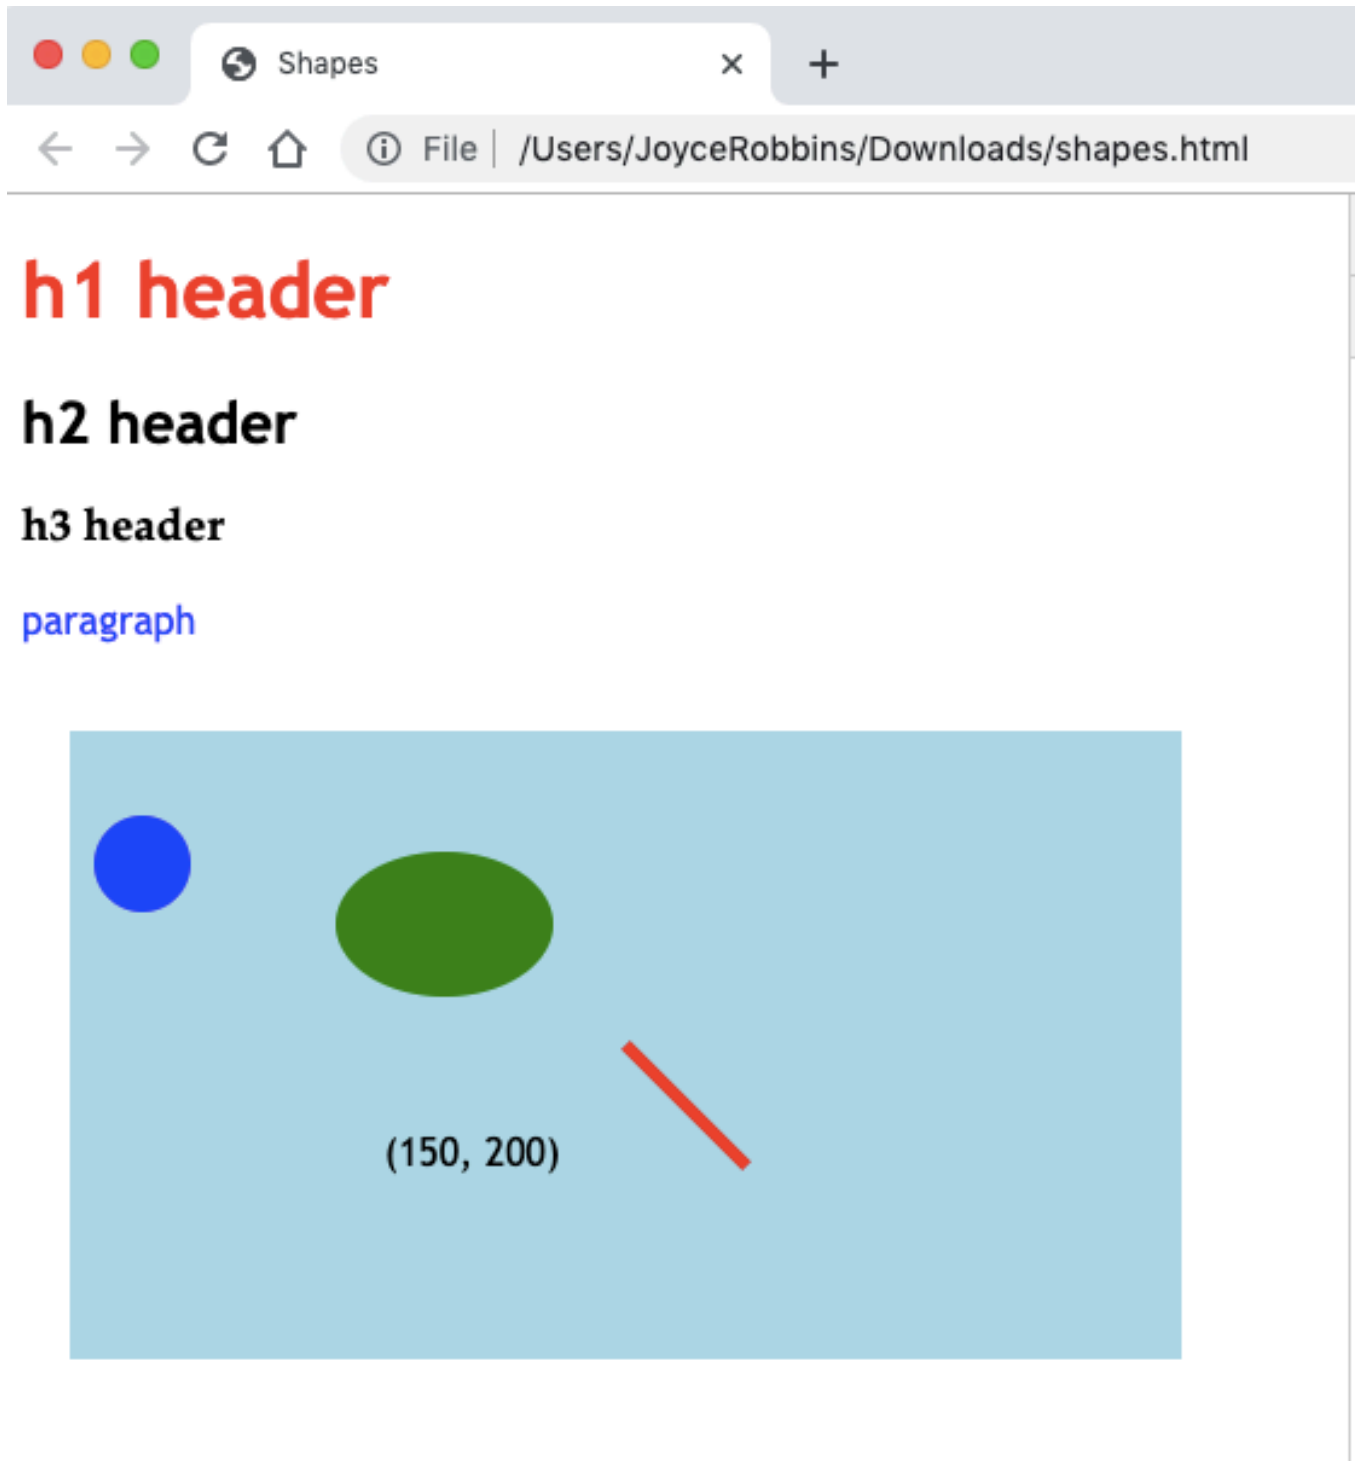 Shapes
File /Users/JoyceRobbins/Downloads/shapes.html
h1 header
h2 header
h3 header
paragraph
(150, 200)